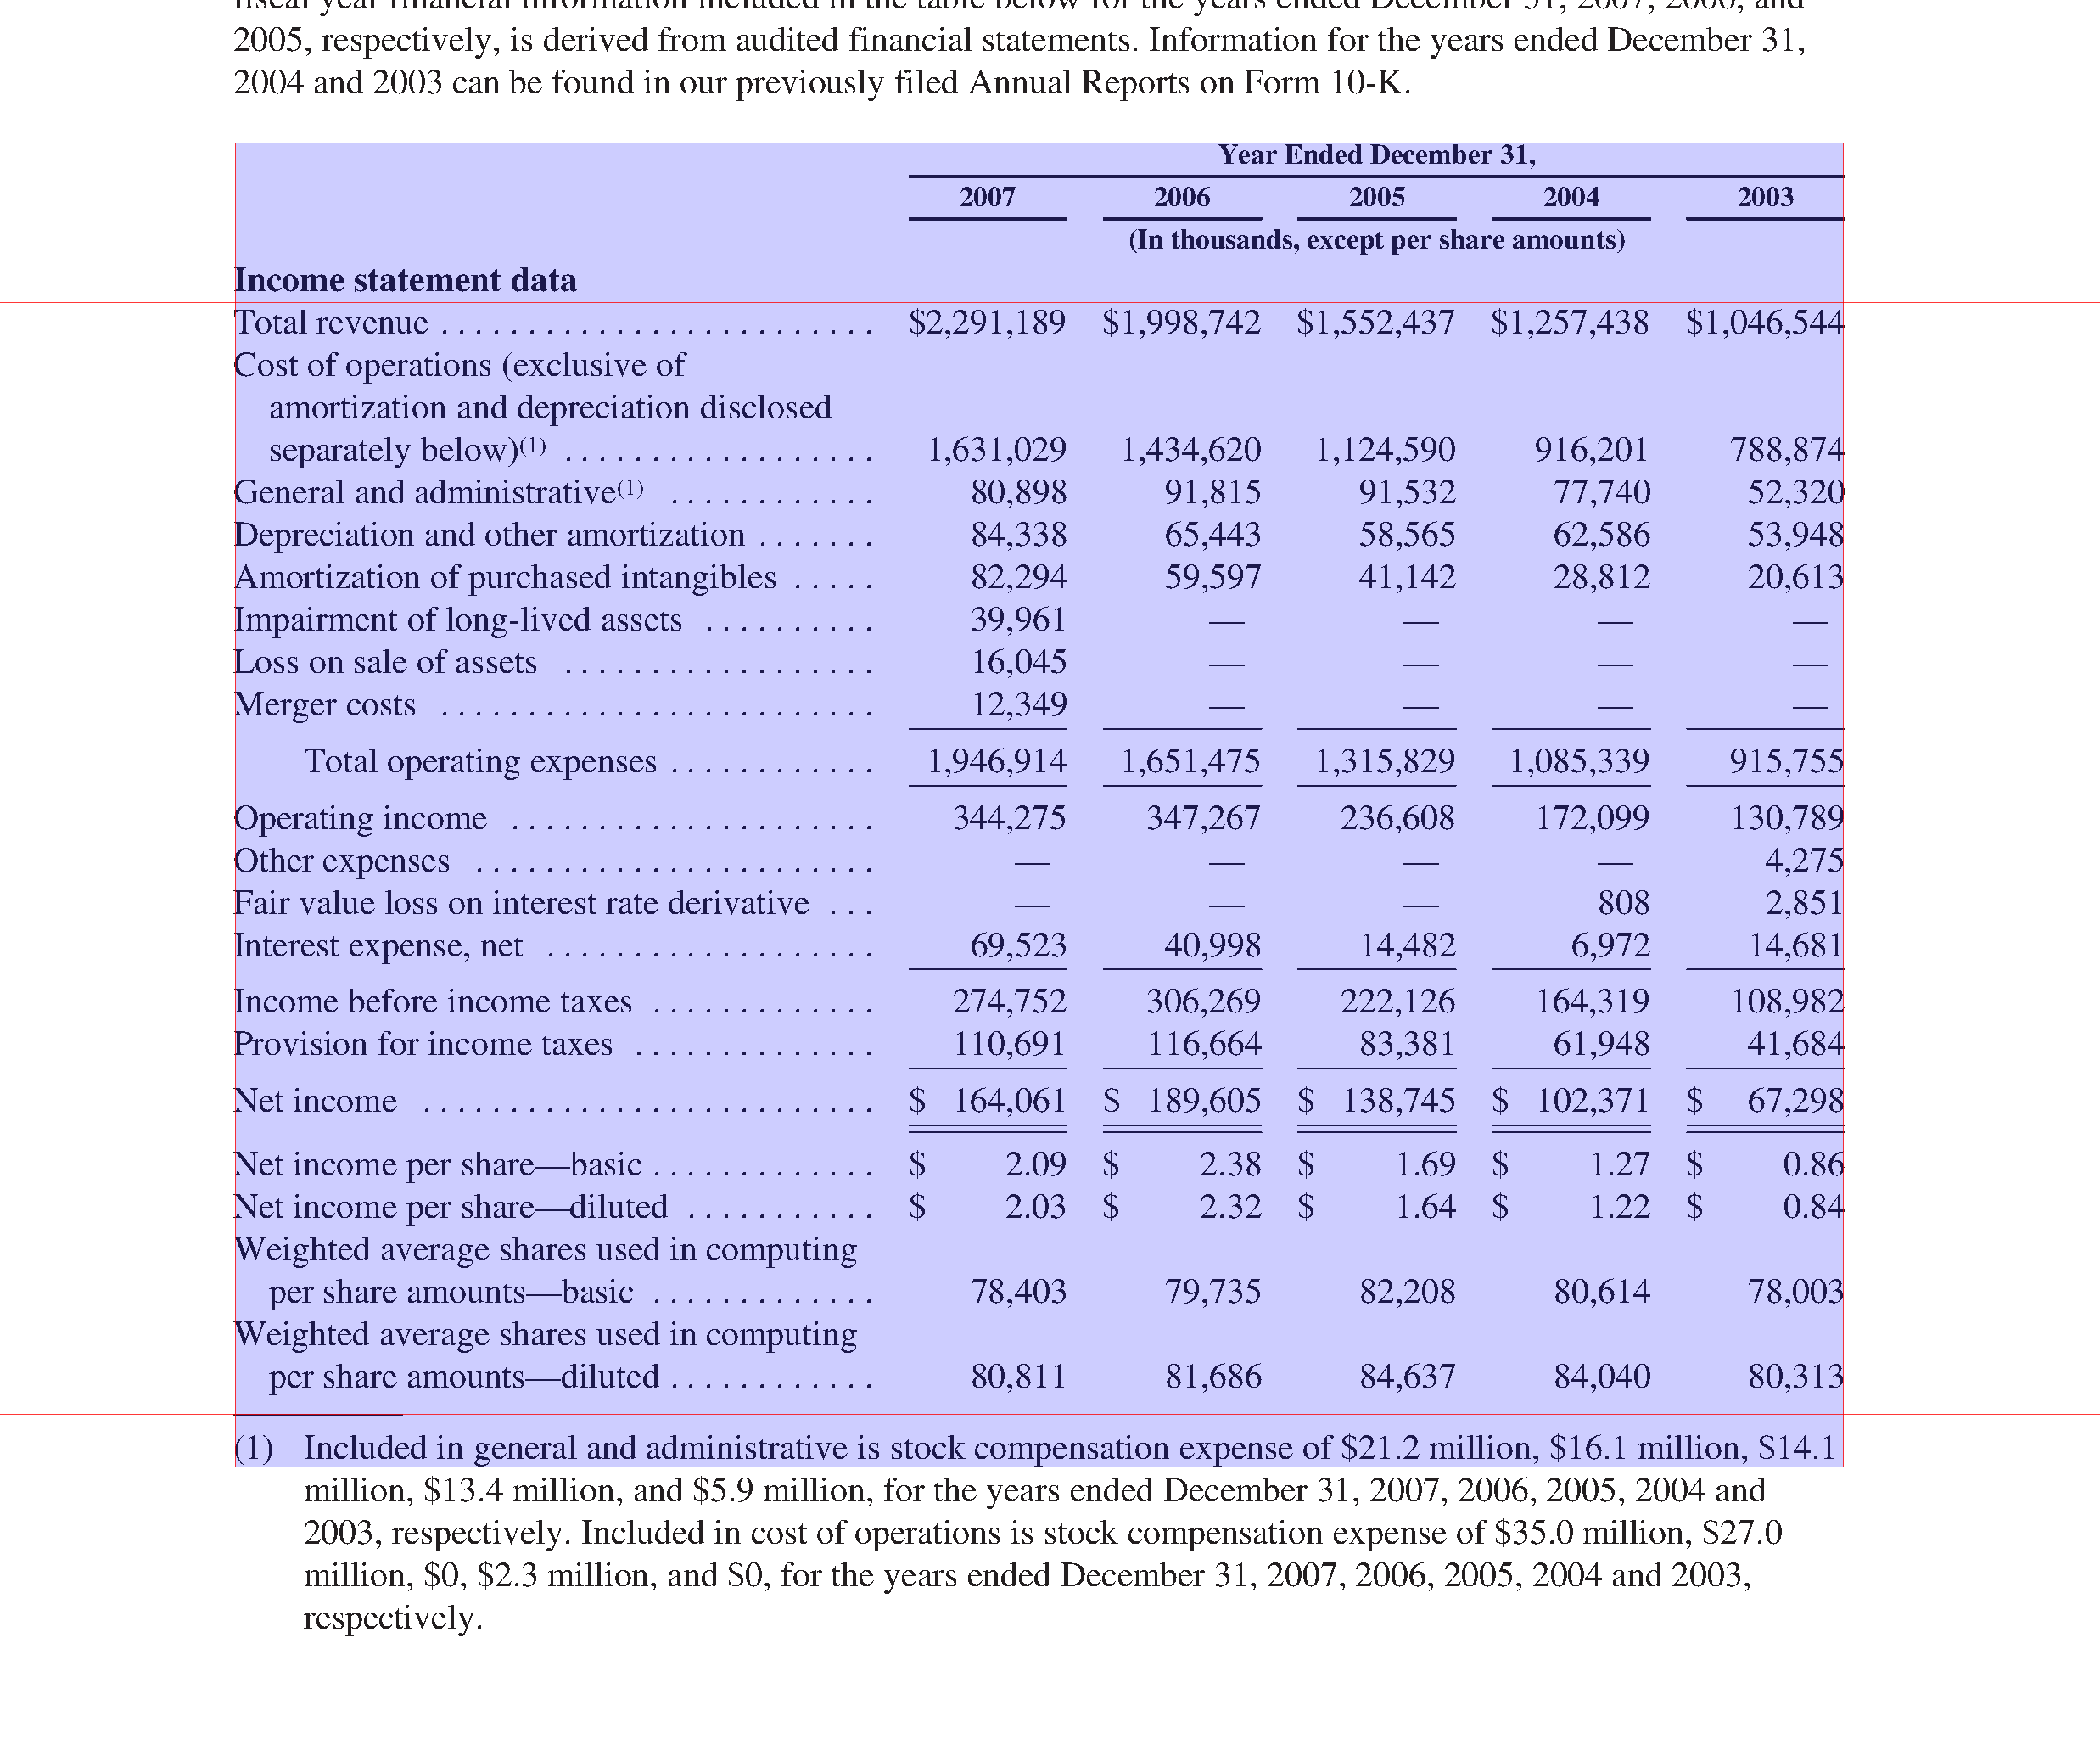 fiscal year financial information included in the table below for the years ended December 31, 2007, 2006, and
2005, respectively, is derived from audited financial statements. Information for the years ended December 31,
2004 and 2003 can be found in our previously filed Annual Reports on Form 10-K.
Year Ended December 31,
2007 2006 2005 2004 2003
(In thousands, except per share amounts)
Income statement data
Total revenue . . . . . . . . . . . . . . . . . . . . . . . . . $2,291,189 $1,998,742 $1,552,437 $1,257,438 $1,046,544
Cost of operations (exclusive of
amortization and depreciation disclosed
separately below)(1) . . . . . . . . . . . . . . . . . . 1,631,029 1,434,620 1,124,590 916,201 788,874
General and administrative(1) . . . . . . . . . . . . 80,898 91,815 91,532 77,740 52,320
Depreciation and other amortization . . . . . . . 84,338 65,443 58,565 62,586 53,948
Amortization of purchased intangibles . . . . . 82,294 59,597 41,142 28,812 20,613
Impairment of long-lived assets . . . . . . . . . . 39,961 — — — —
Loss on sale of assets . . . . . . . . . . . . . . . . . . 16,045 — — — —
Merger costs . . . . . . . . . . . . . . . . . . . . . . . . . 12,349 — — — —
Total operating expenses . . . . . . . . . . . . 1,946,914 1,651,475 1,315,829 1,085,339 915,755
Operating income . . . . . . . . . . . . . . . . . . . . . 344,275 347,267 236,608 172,099 130,789
Other expenses . . . . . . . . . . . . . . . . . . . . . . . — — — — 4,275
Fair value loss on interest rate derivative . . . — — — 808 2,851
Interest expense, net . . . . . . . . . . . . . . . . . . . 69,523 40,998 14,482 6,972 14,681
Income before income taxes . . . . . . . . . . . . . 274,752 306,269 222,126 164,319 108,982
Provision for income taxes . . . . . . . . . . . . . . 110,691 116,664 83,381 61,948 41,684
Net income . . . . . . . . . . . . . . . . . . . . . . . . . . $ 164,061 $ 189,605 $ 138,745 $ 102,371 $ 67,298
Net income per share—basic . . . . . . . . . . . . . $ 2.09 $ 2.38 $ 1.69 $ 1.27 $ 0.86
Net income per share—diluted . . . . . . . . . . . $ 2.03 $ 2.32 $ 1.64 $ 1.22 $ 0.84
Weighted average shares used in computing
per share amounts—basic . . . . . . . . . . . . . 78,403 79,735 82,208 80,614 78,003
Weighted average shares used in computing
per share amounts—diluted . . . . . . . . . . . . 80,811 81,686 84,637 84,040 80,313
(1) Included in general and administrative is stock compensation expense of $21.2 million, $16.1 million, $14.1
million, $13.4 million, and $5.9 million, for the years ended December 31, 2007, 2006, 2005, 2004 and
2003, respectively. Included in cost of operations is stock compensation expense of $35.0 million, $27.0
million, $0, $2.3 million, and $0, for the years ended December 31, 2007, 2006, 2005, 2004 and 2003,
respectively.